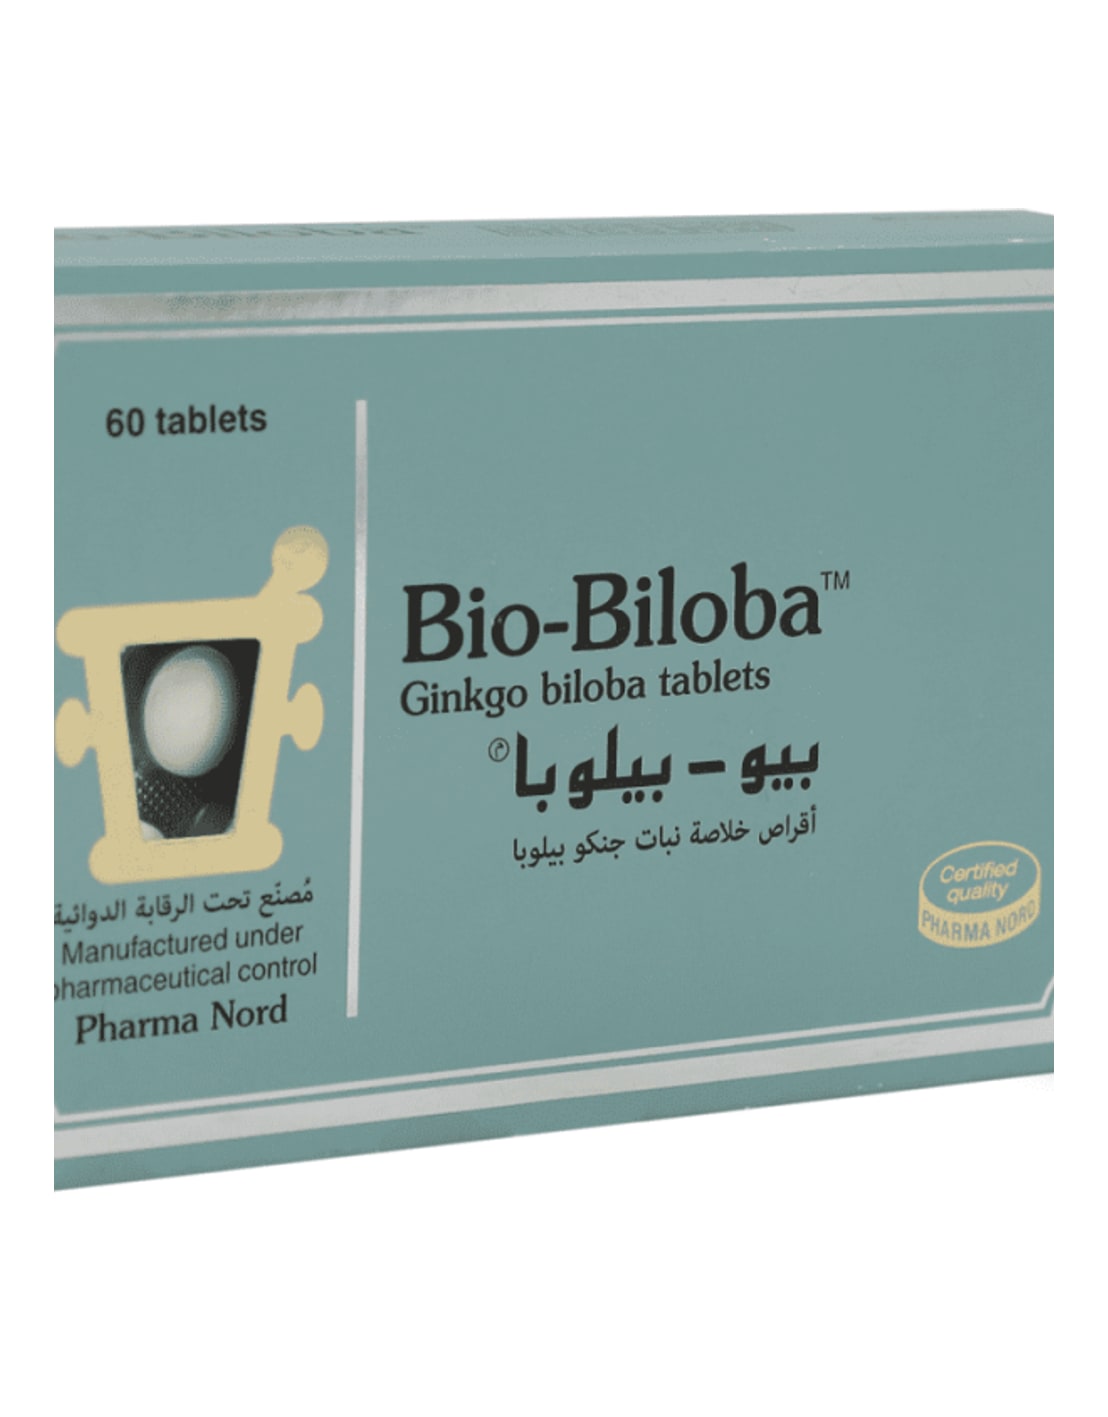 60 tablets
Bio-Biloba™
Ginkgo biloba tablets
بيو - بيلوبا
أقراص خلاصة نبات جنكو بيلوبا
مُصنّع تحت الرقابة الدوائية
Manufactured under
pharmaceutical control
Pharma Nord
Certified
quality
PHARMA NORD